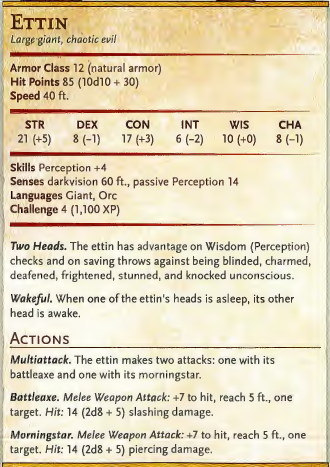 ETTIN
Large giant, chaotic evil
Armor Class 12 (natural armor)
Hit Points 85 (10d10 + 30)
Speed 40 ft.
STR DEX CON INT WIS CHA
21 (+5) 8 (−1) 17 (+3) 6 (−2) 10 (+0) 8 (−1)
Skills Perception +4
Senses darkvision 60 ft., passive Perception 14
Languages Giant, Orc
Challenge 4 (1,100 XP)
Two Heads. The ettin has advantage on Wisdom (Perception)
checks and on saving throws against being blinded, charmed,
deafened, frightened, stunned, and knocked unconscious.
Wakeful. When one of the ettin's heads is asleep, its other
head is awake.
ACTIONS
Multiattack. The ettin makes two attacks: one with its
battleaxe and one with its morningstar.
Battleaxe. Melee Weapon Attack: +7 to hit, reach 5 ft., one
target. Hit: 14 (2d8 + 5) slashing damage.
Morningstar. Melee Weapon Attack: +7 to hit, reach 5 ft., one
target. Hit: 14 (2d8 + 5) piercing damage.